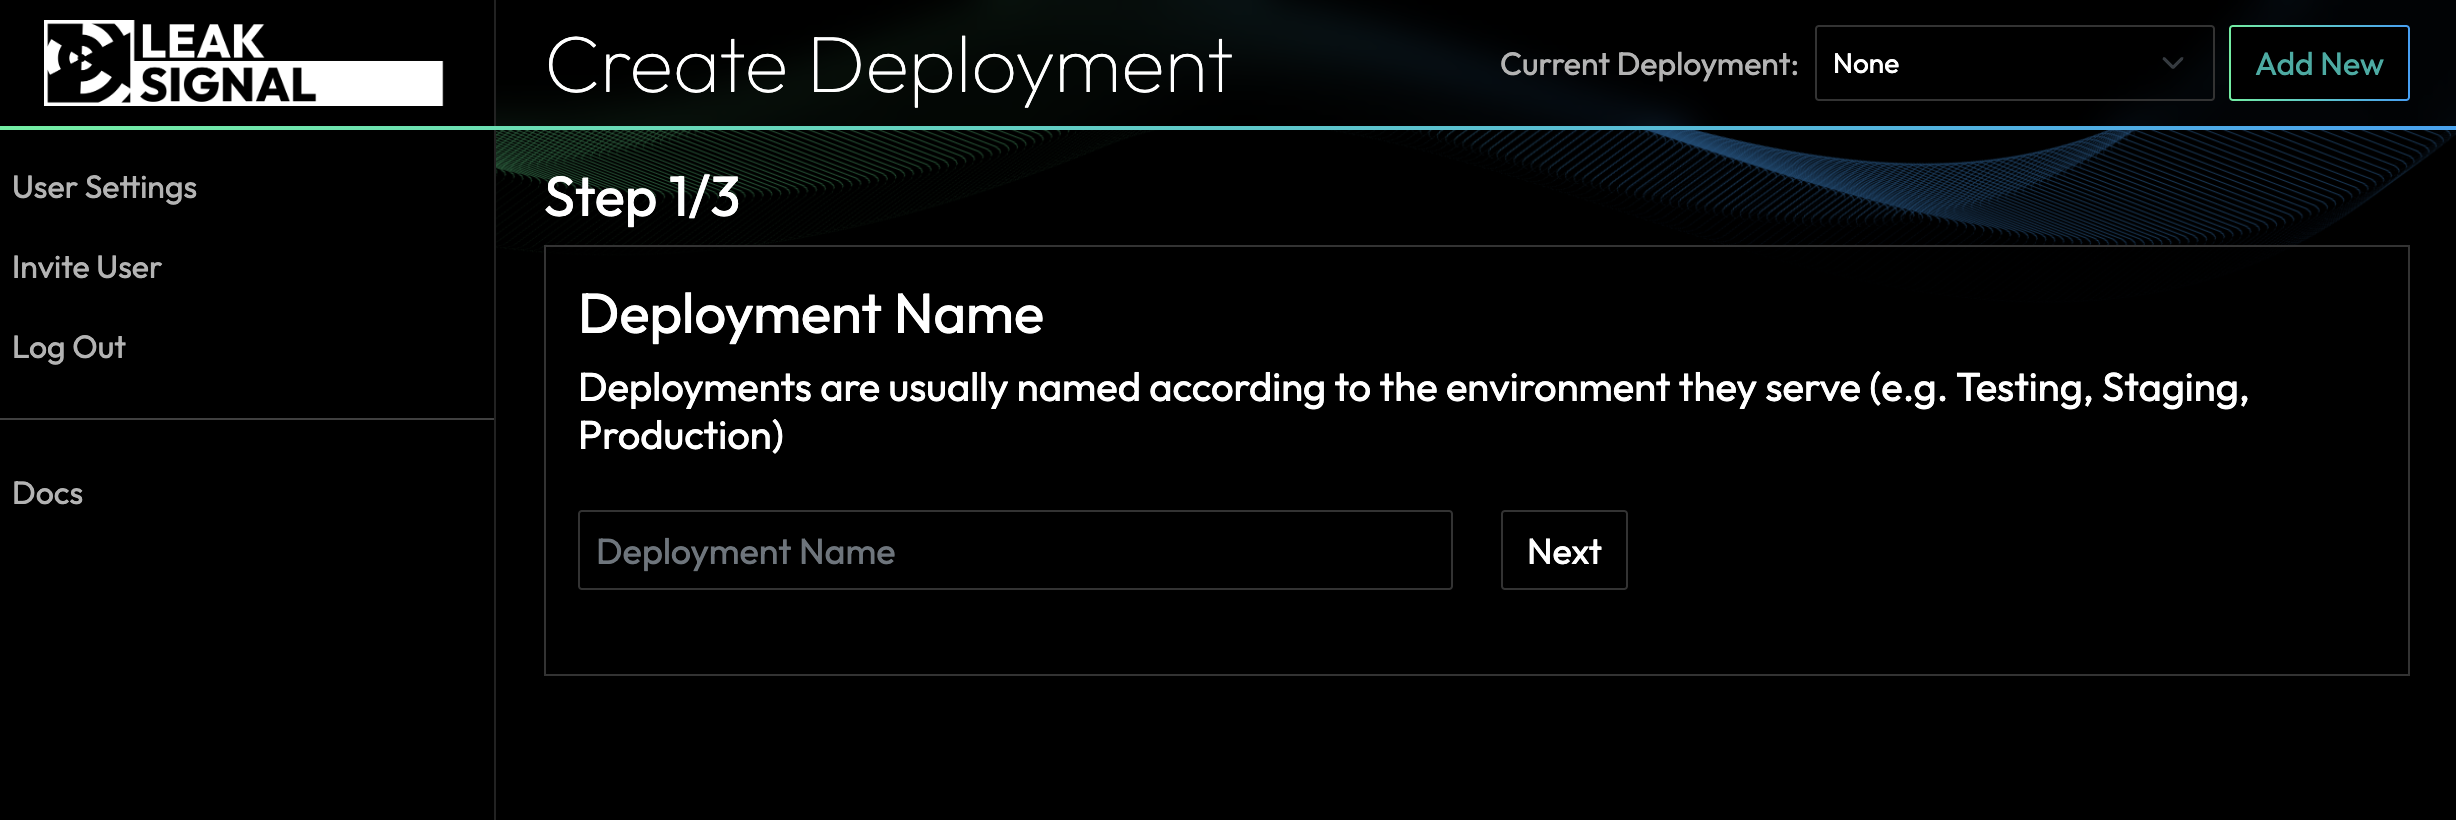 LEAK
SIGNAL
Create Deployment
Current Deployment:
None
Add New
User Settings
Invite User
Log Out
Docs
Step 1/3
Deployment Name
Deployments are usually named according to the environment they serve (e.g. Testing, Staging,
Production)
Deployment Name
Next